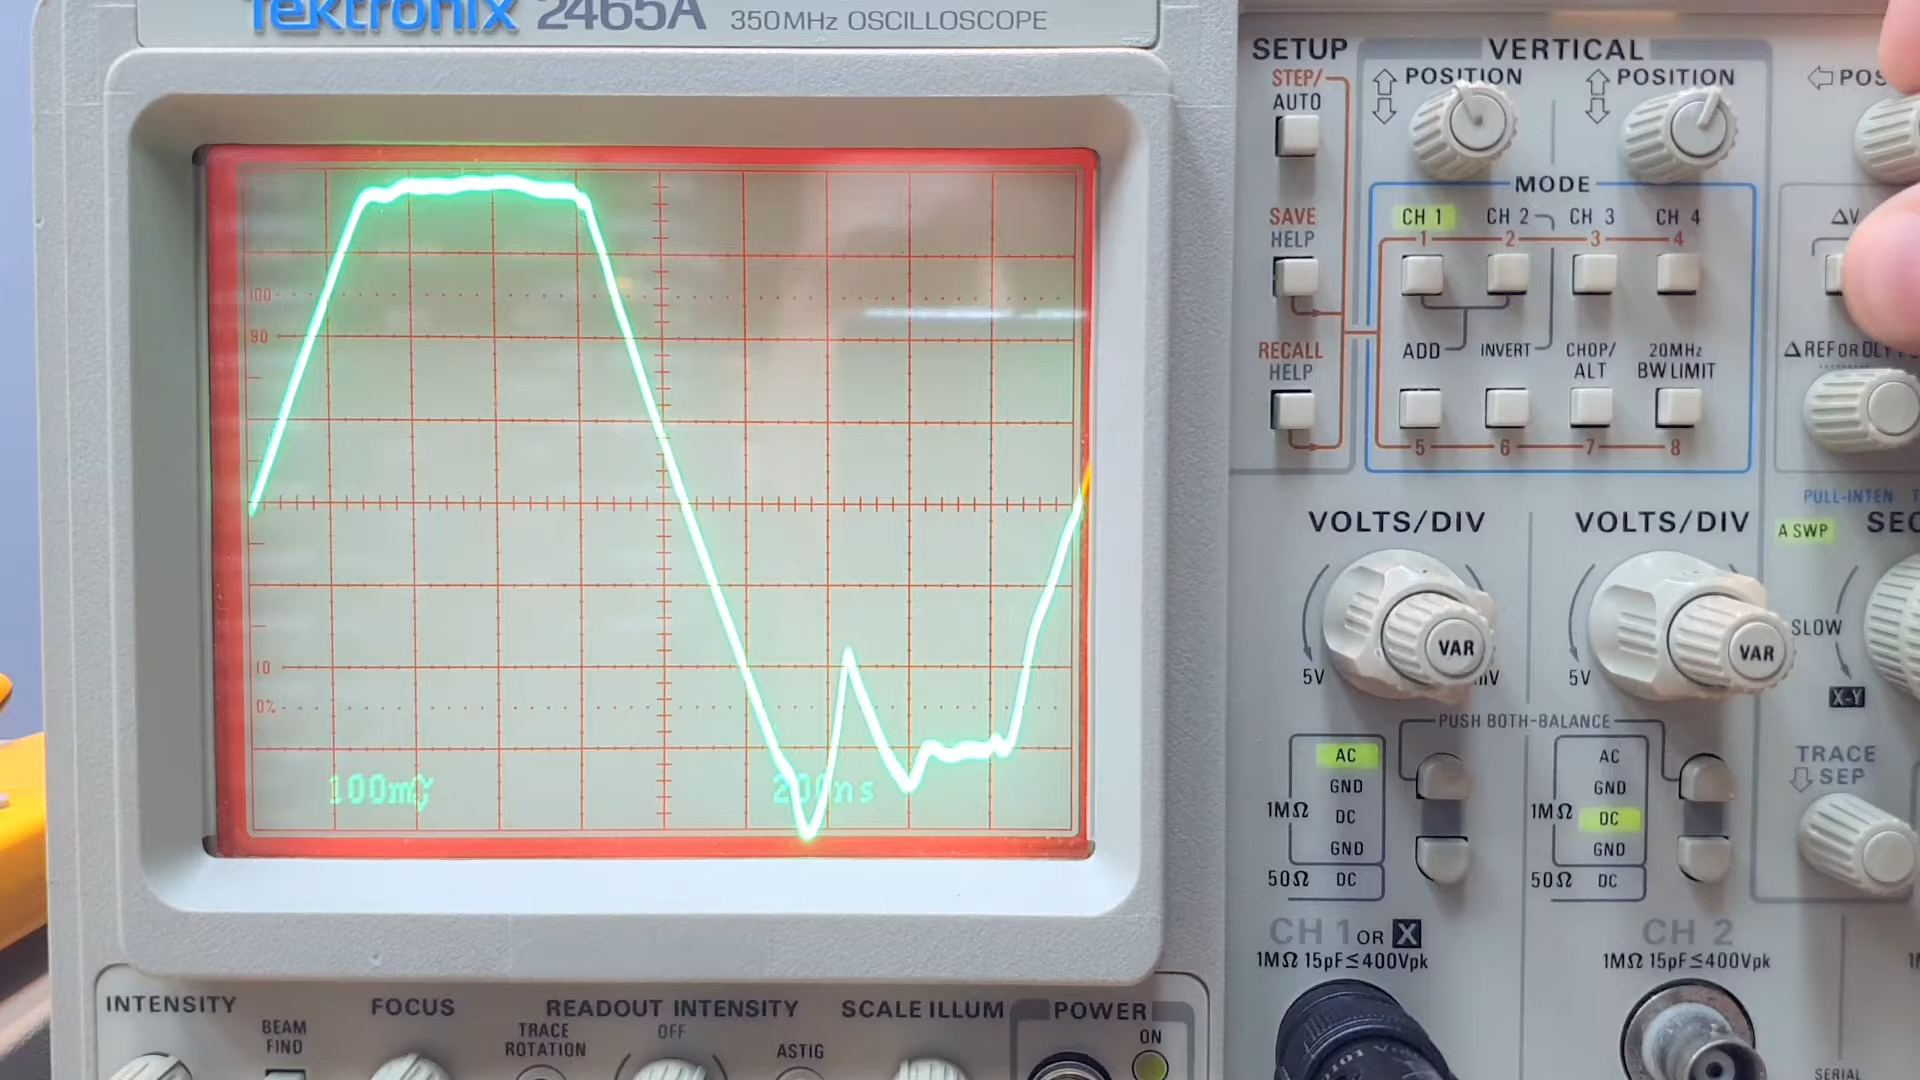 Tektronix 2465A 350MHz OSCILLOSCOPE
SETUP
STEP/
AUTO
SAVE
HELP
RECALL
HELP
VERTICAL
POSITION
POSITION
MODE
CH 1
CH 2
CH 3
CH 4
1
2
3
4
ADD
INVERT
CHOP/
ALT
20MHz
BW LIMIT
5
6
7
8
ΔV
ΔREF OR DLY
PULL-INTEN
VOLTS/DIV
VOLTS/DIV
A SWP
VAR
VAR
5V
5V
SLOW
X-Y
PUSH BOTH-BALANCE
AC
GND
1MΩ DC
GND
50Ω DC
AC
GND
1MΩ DC
GND
50Ω DC
TRACE
SEP
CH 1 OR X
1MΩ 15pF≤400Vpk
CH 2
1MΩ 15pF≤400Vpk
100
90
10
0%
200ns
INTENSITY
BEAM
FIND
FOCUS
READOUT INTENSITY
TRACE
ROTATION
OFF
ASTIG
SCALE ILLUM
POWER
ON
SERIAL